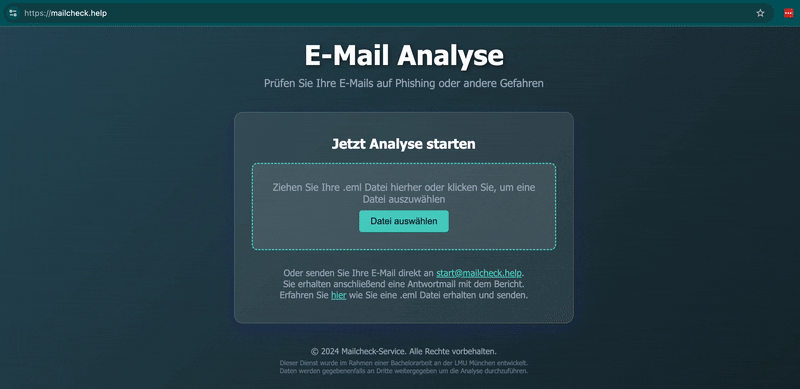 https://mailcheck.help
E-Mail Analyse
Prüfen Sie Ihre E-Mails auf Phishing oder andere Gefahren
Jetzt Analyse starten
Ziehen Sie Ihre .eml Datei hierher oder klicken Sie, um eine
Datei auszuwählen
Datei auswählen
Oder senden Sie Ihre E-Mail direkt an start@mailcheck.help.
Sie erhalten anschließend eine Antwortmail mit dem Bericht.
Erfahren Sie hier wie Sie eine .eml Datei erhalten und senden.
© 2024 Mailcheck-Service. Alle Rechte vorbehalten.
Dieser Dienst wurde im Rahmen einer Bachelorarbeit an der LMU München entwickelt.
Daten werden gegebenenfalls an Dritte weitergegeben um die Analyse durchzuführen.